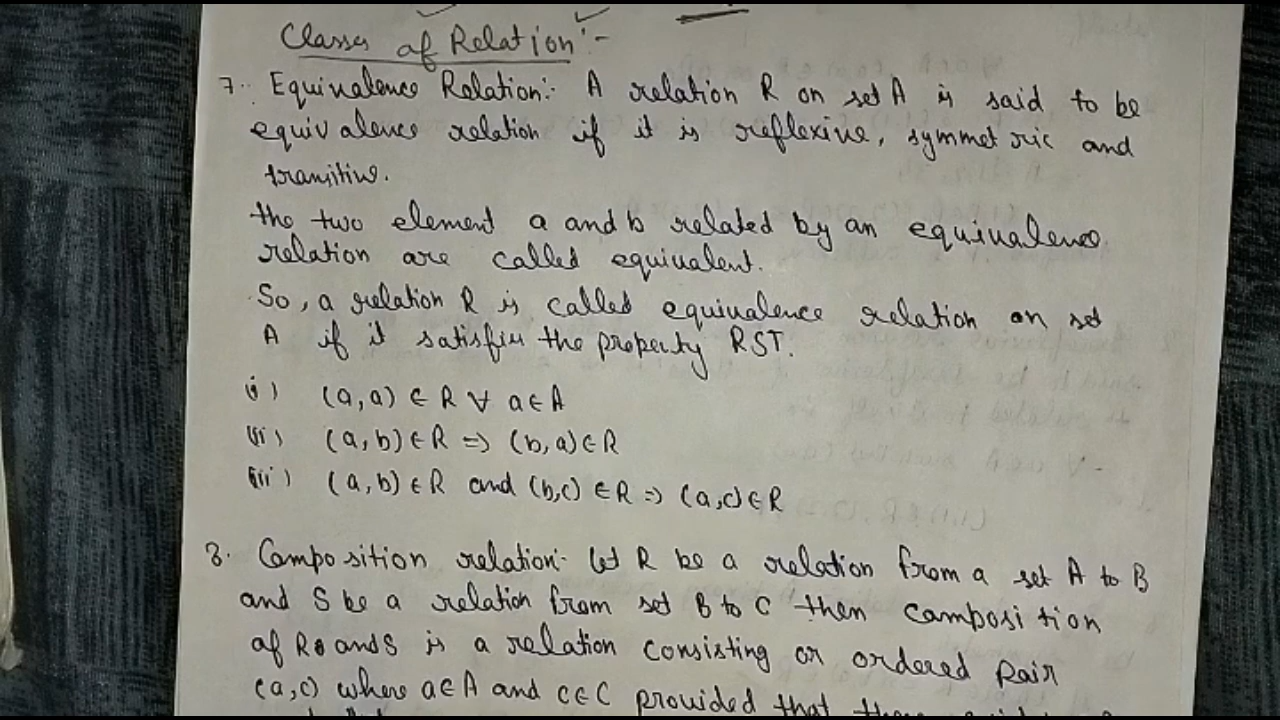 Classes of Relation:-
7. Equivalence Relation:- A relation R on set A is said to be
equivalence relation if it is reflexive, symmetric and
transitive.
the two element a and b related by an equivalence
relation are called equivalent.
So, a relation R is called equivalence relation on set
A if it satisfies the property RST.
(i) (a,a) ∈ R ∀ a∈A
(ii) (a,b)∈R => (b,a)∈R
(iii) (a,b)∈R and (b,c) ∈R => (a,c)∈R
8. Composition relation:- let R be a relation from a set A to B
and S be a relation from set B to C then composition
of R and S is a relation consisting or ordered pair
(a,c) where a∈A and c∈C provided that